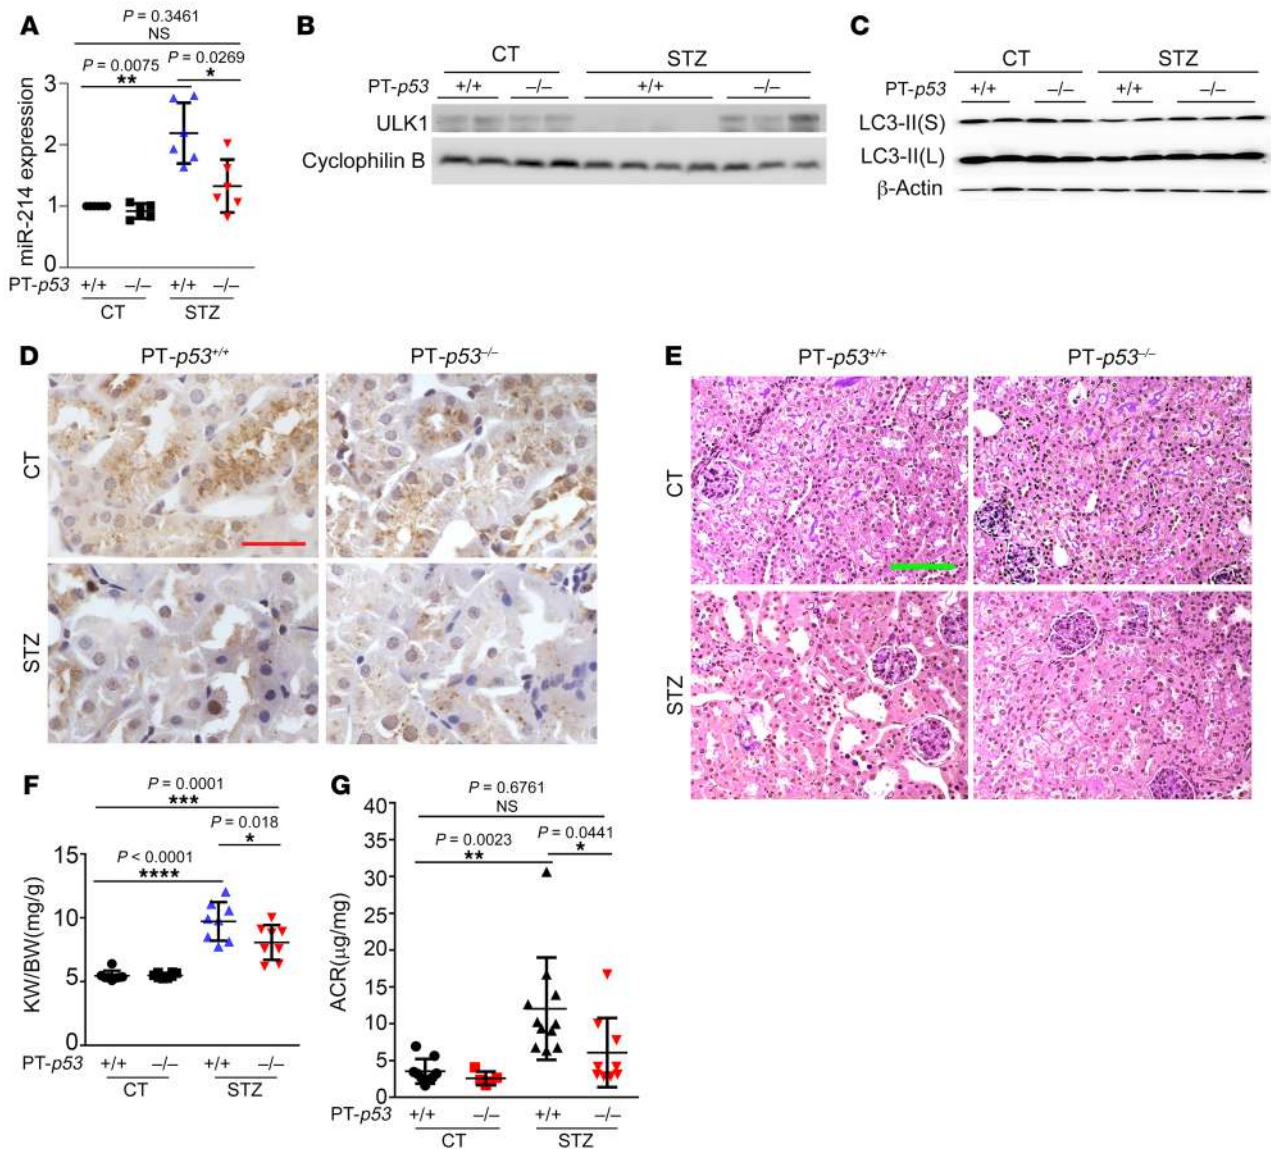 A
P = 0.3461
NS
P = 0.0075
**
P = 0.0269
*
miR-214 expression
3
2
1
0
PT-p53 +/+ –/– +/+ –/–
CT STZ
B
CT STZ
PT-p53 +/+ –/– +/+ –/–
ULK1
Cyclophilin B
C
CT STZ
PT-p53 +/+ –/– +/+ –/–
LC3-II(S)
LC3-II(L)
β-Actin
D
PT-p53+/+ PT-p53–/–
CT
STZ
E
PT-p53+/+ PT-p53–/–
CT
STZ
F
P = 0.0001
***
P = 0.018
*
P < 0.0001
****
KW/BW(mg/g)
15
10
5
0
PT-p53 +/+ –/– +/+ –/–
CT STZ
G
P = 0.6761
NS
P = 0.0023
**
P = 0.0441
*
ACR(µg/mg)
40
35
30
25
20
15
10
5
0
PT-p53 +/+ –/– +/+ –/–
CT STZ